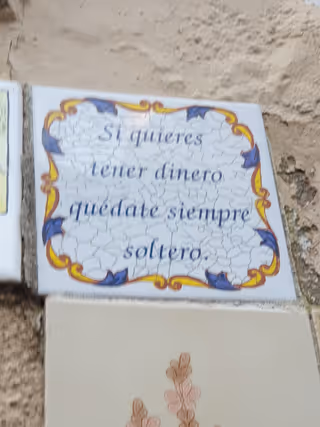 Si quieres
tener dinero
quédate siempre
soltero.